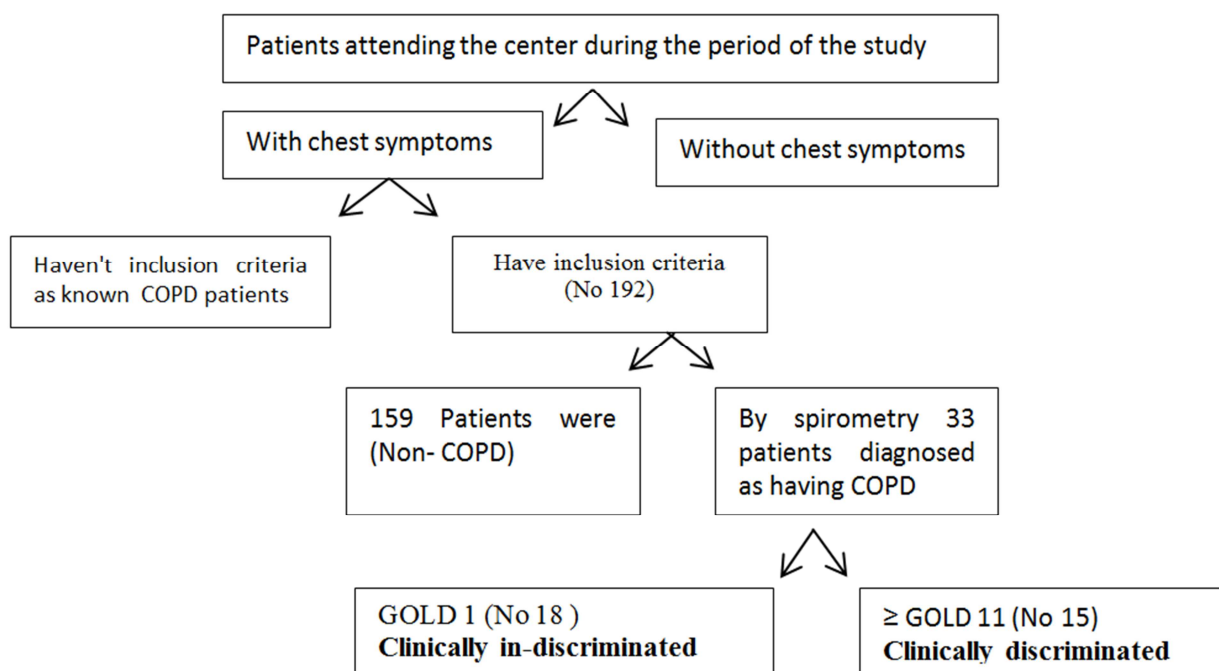 Patients attending the center during the period of the study
With chest symptoms
Without chest symptoms
Haven't inclusion criteria
as known COPD patients
Have inclusion criteria
(No 192)
159 Patients were
(Non- COPD)
By spirometry 33
patients diagnosed
as having COPD
GOLD 1 (No 18 )
Clinically in-discriminated
≥ GOLD 11 (No 15)
Clinically discriminated